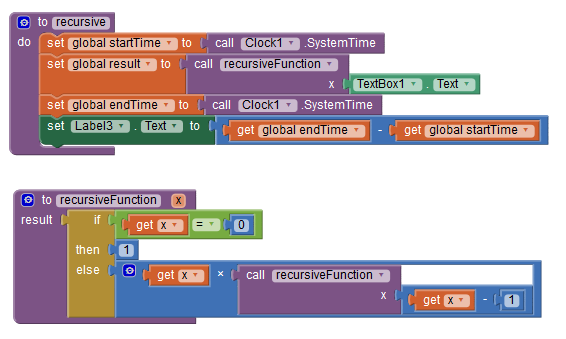 to recursive
do set global startTime to call Clock1 .SystemTime
set global result to call recursiveFunction
x TextBox1 . Text
set global endTime to call Clock1 .SystemTime
set Label3 . Text to get global endTime - get global startTime
to recursiveFunction x
result if get x = 0
then 1
else get x × call recursiveFunction
x get x - 1